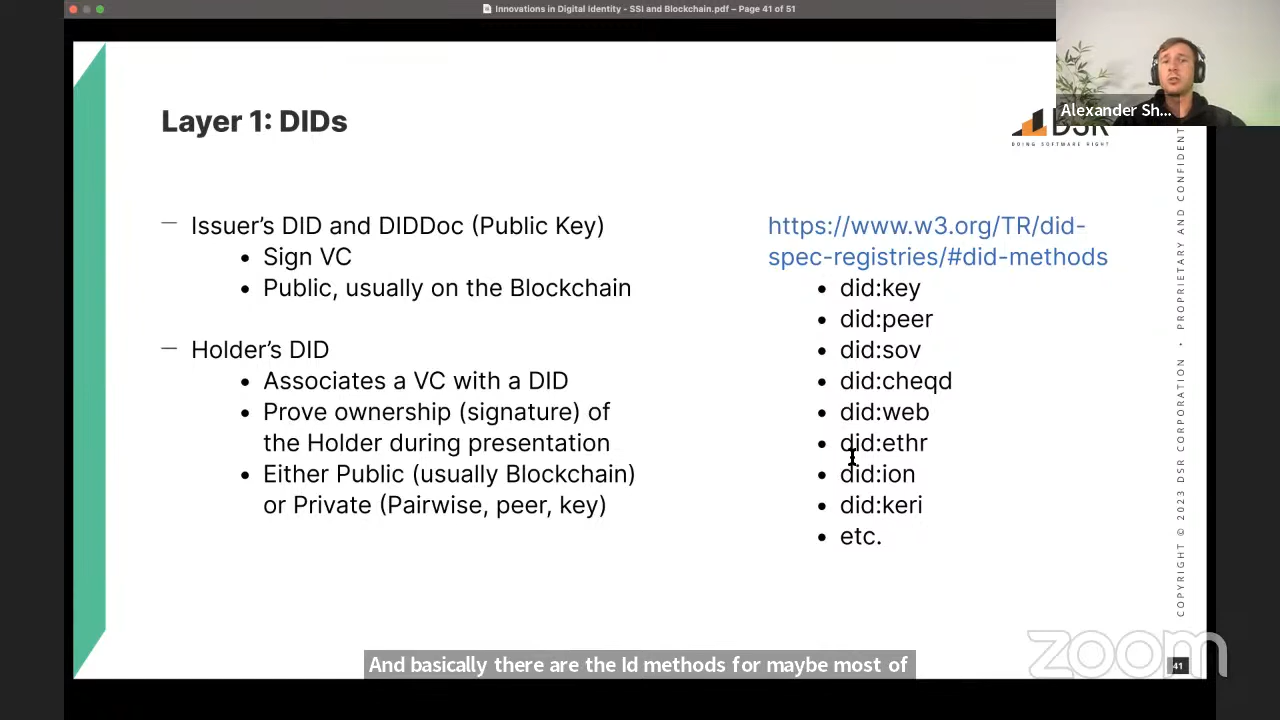 Innovations in Digital Identity - SSI and Blockchain.pdf – Page 41 of 51
Alexander Sh...
Layer 1: DIDs
DSR
DOING SOFTWARE RIGHT
— Issuer's DID and DIDDoc (Public Key)
• Sign VC
• Public, usually on the Blockchain
— Holder's DID
• Associates a VC with a DID
• Prove ownership (signature) of
the Holder during presentation
• Either Public (usually Blockchain)
or Private (Pairwise, peer, key)
https://www.w3.org/TR/did-
spec-registries/#did-methods
• did:key
• did:peer
• did:sov
• did:cheqd
• did:web
• did:ethr
• did:ion
• did:keri
• etc.
COPYRIGHT © 2023 DSR CORPORATION • PROPRIETARY AND CONFIDENT
And basically there are the Id methods for maybe most of
zoom
41